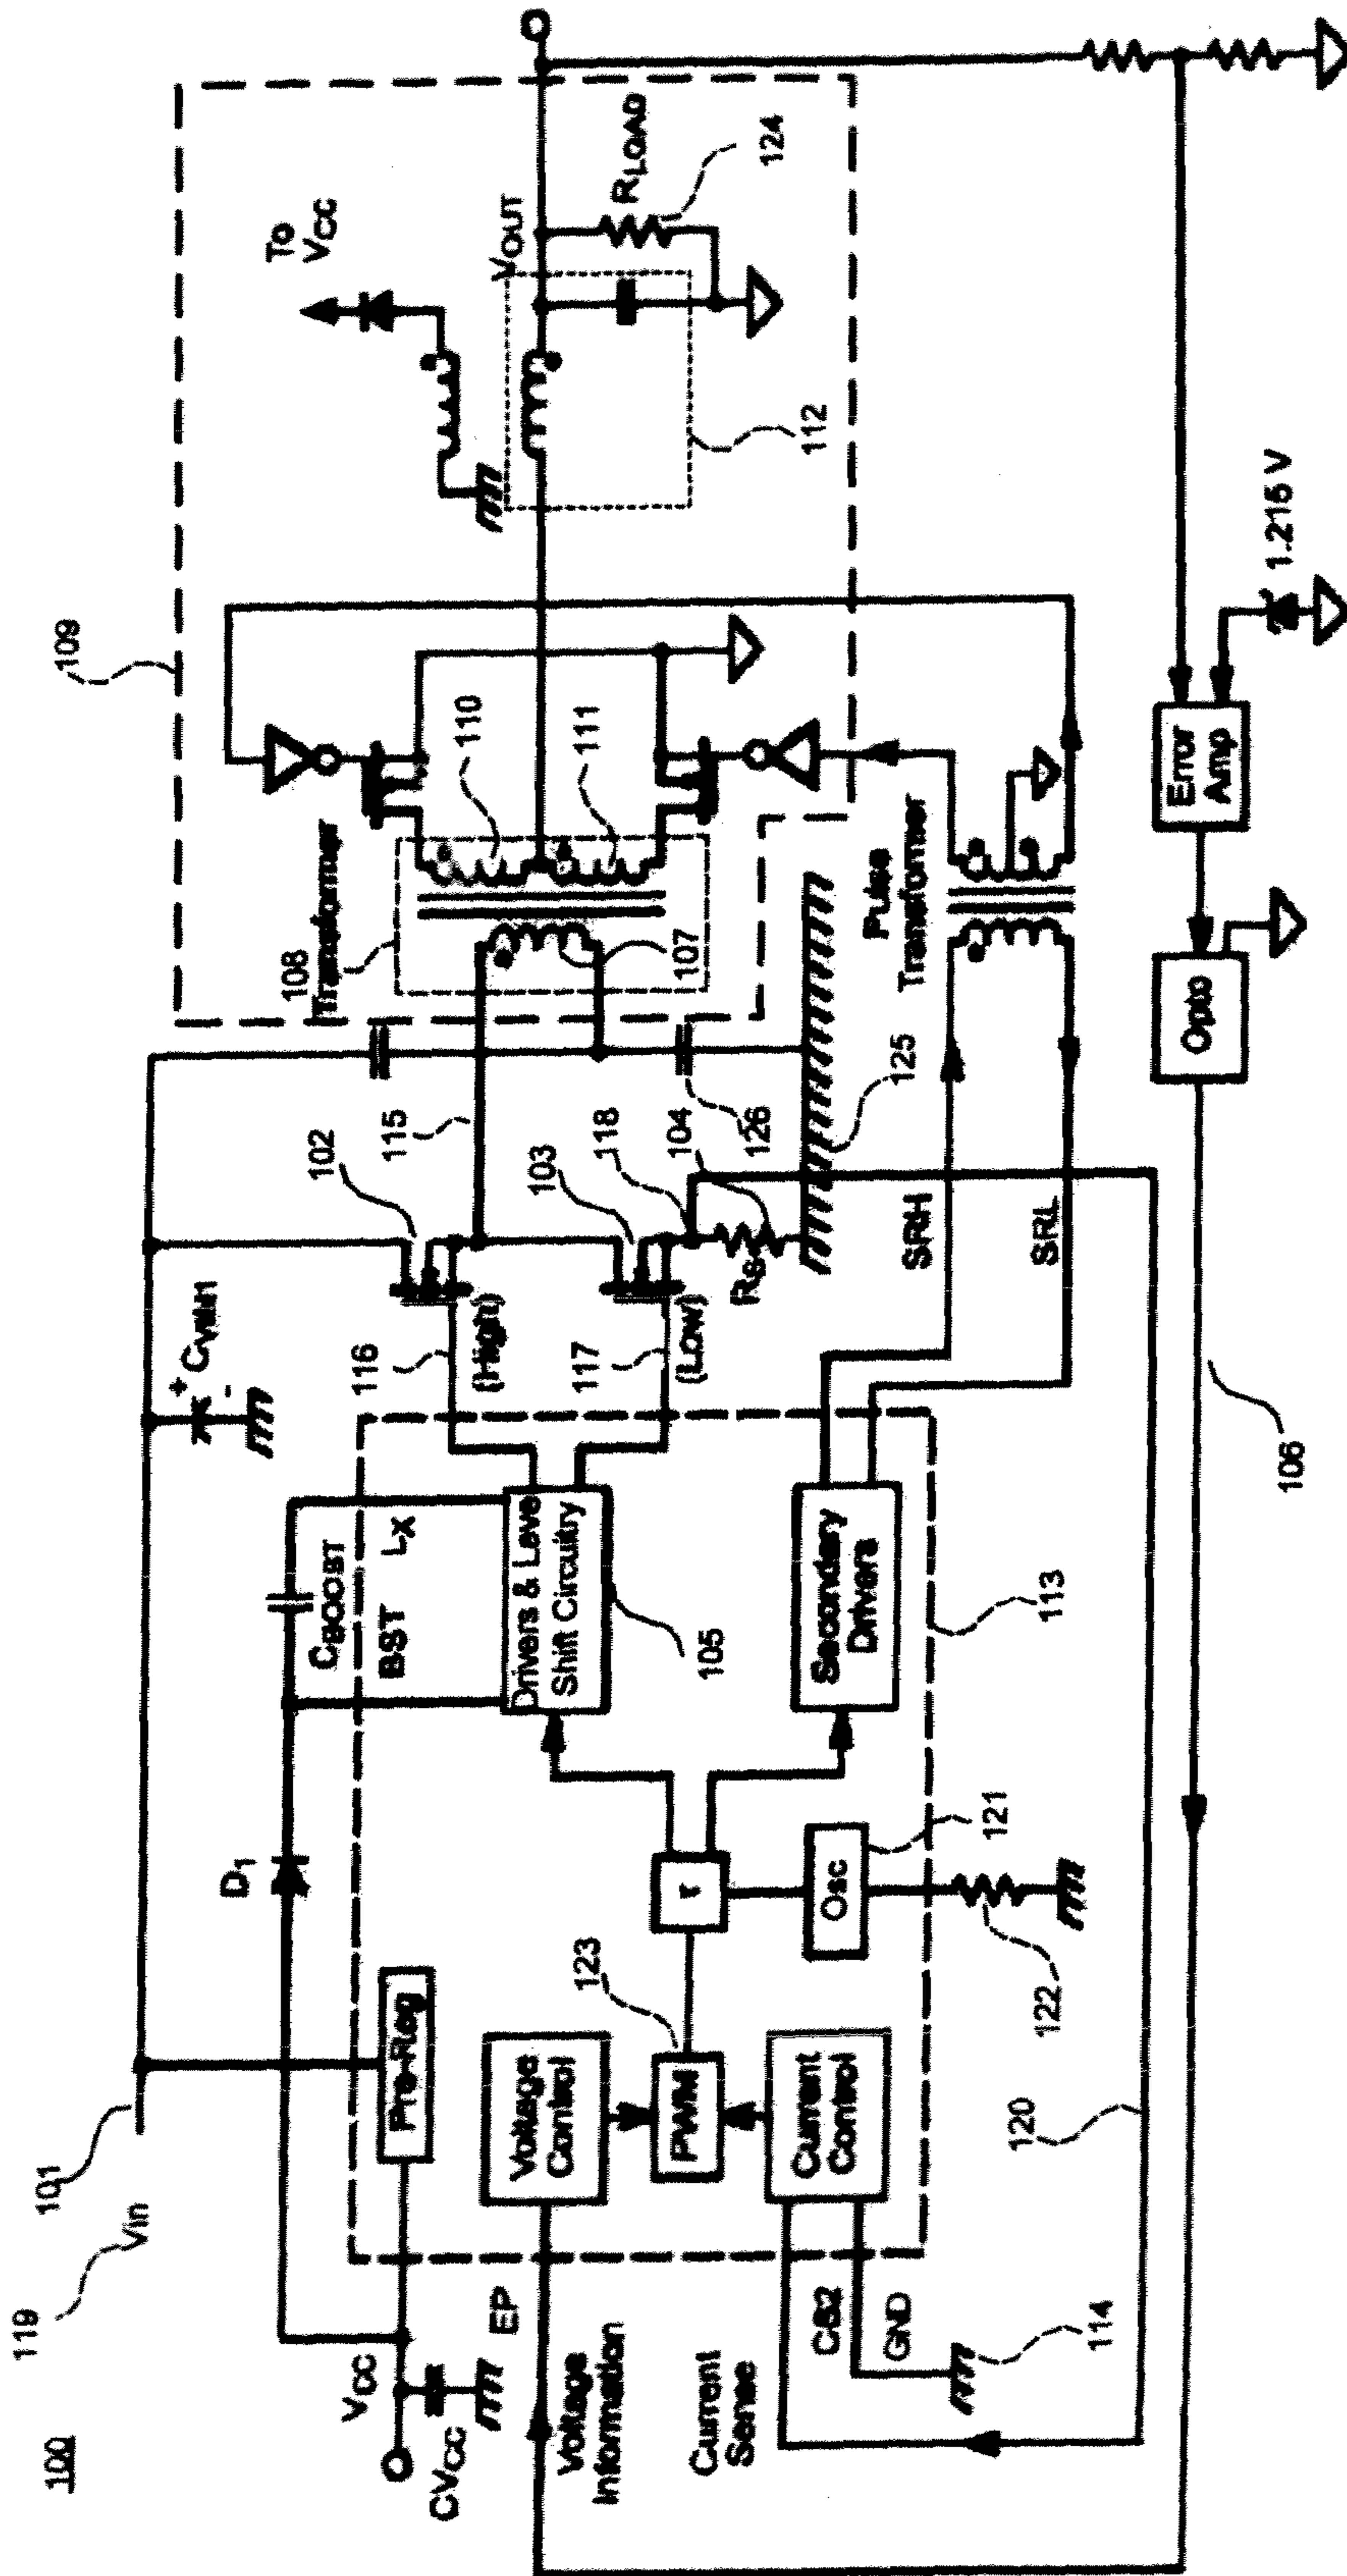 100
119
Vin
101
VCC
CVCC
D1
Pre-Reg
CBOOST
BST
LX
CVIN1
+
-
102
116
(High)
115
103
117
(Low)
118
104
RS
126
125
108
Transformer
107
110
111
109
To
VCC
VOUT
RLOAD
124
112
EP
Voltage
Information
Voltage
Control
PWM
123
τ
Drivers & Leve
Shift Circuitry
105
Secondary
Drivers
113
Current
Sense
CS2
GND
114
Current
Control
Osc
121
122
SRH
SRL
Pulse
Transformer
120
106
Opto
Error
Amp
1.215 V